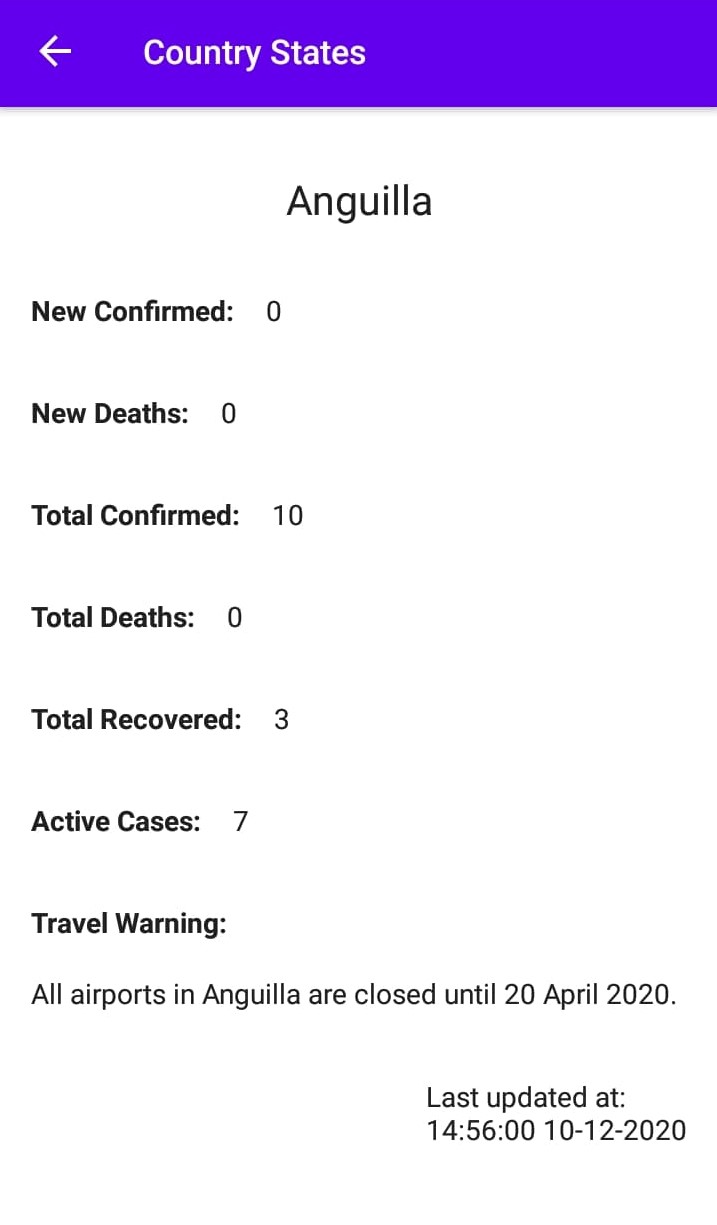 Country States
Anguilla
New Confirmed: 0
New Deaths: 0
Total Confirmed: 10
Total Deaths: 0
Total Recovered: 3
Active Cases: 7
Travel Warning:
All airports in Anguilla are closed until 20 April 2020.
Last updated at:
14:56:00 10-12-2020